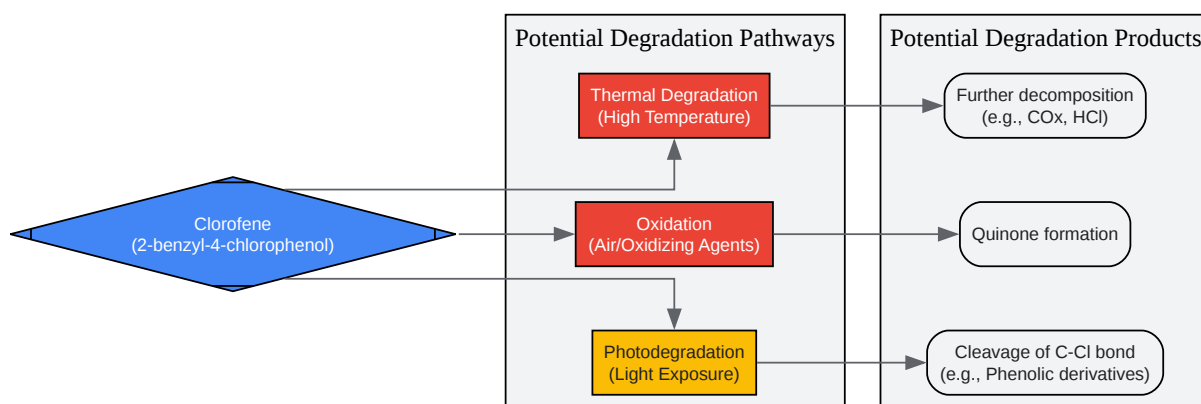 Potential Degradation Pathways
Potential Degradation Products
Thermal Degradation
(High Temperature)
Further decomposition
(e.g., COx, HCl)
Clorofene
(2-benzyl-4-chlorophenol)
Oxidation
(Air/Oxidizing Agents)
Quinone formation
Photodegradation
(Light Exposure)
Cleavage of C-Cl bond
(e.g., Phenolic derivatives)